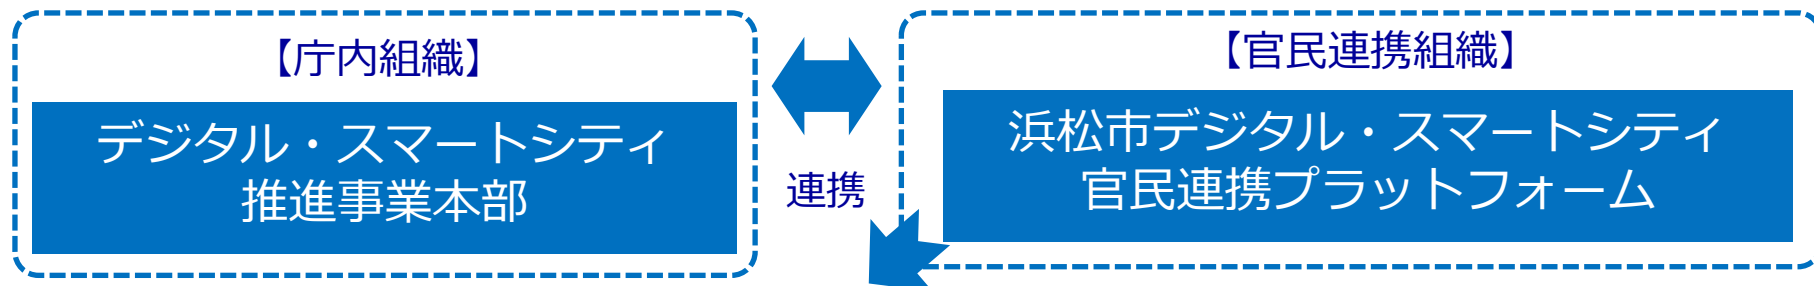 【庁内組織】
デジタル・スマートシティ
推進事業本部
連携
【官民連携組織】
浜松市デジタル・スマートシティ
官民連携プラットフォーム